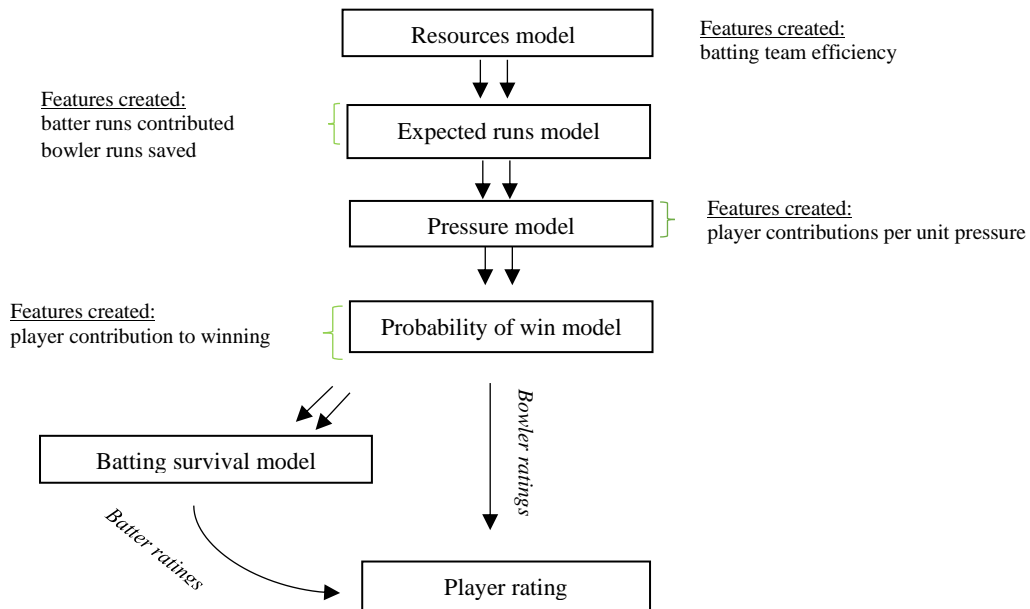 Resources model
Features created:
batting team efficiency
Features created:
batter runs contributed
bowler runs saved
Expected runs model
Pressure model
Features created:
player contributions per unit pressure
Features created:
player contribution to winning
Probability of win model
Bowler ratings
Batting survival model
Batter ratings
Player rating